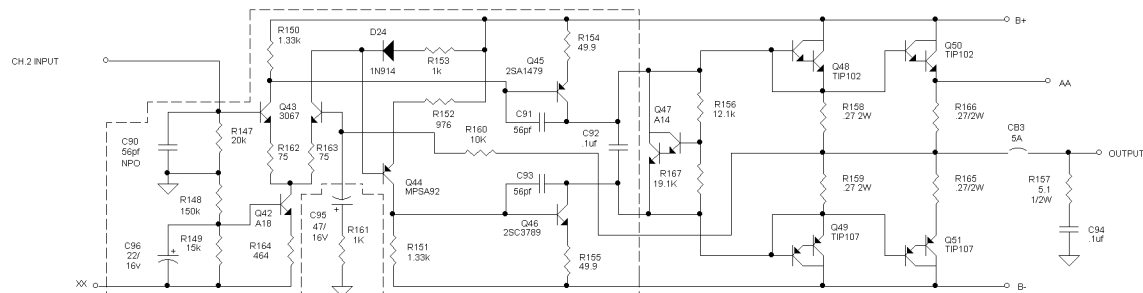 CH.2 INPUT
R150
1.33k
D24
1N914
R153
1k
R154
49.9
Q45
2SA1479
B+
Q48
TIP102
Q50
TIP102
AA
Q43
3067
R152
976
C91
56pf
Q47
A14
R156
12.1k
C90
56pf
NPO
R147
20k
R162
75
R163
75
R160
10K
C92
.1uf
R158
.27 2W
R166
.27/2W
CB3
5A
OUTPUT
Q44
MPSA92
C93
56pf
R167
19.1K
R159
.27 2W
R165
.27/2W
R157
5.1
1/2W
R148
150k
Q42
A18
C95
47/
16V
R161
1K
Q46
2SC3789
Q49
TIP107
Q51
TIP107
C94
.1uf
C96
22/
16v
R149
15k
R164
464
R151
1.33k
R155
49.9
XX
B-